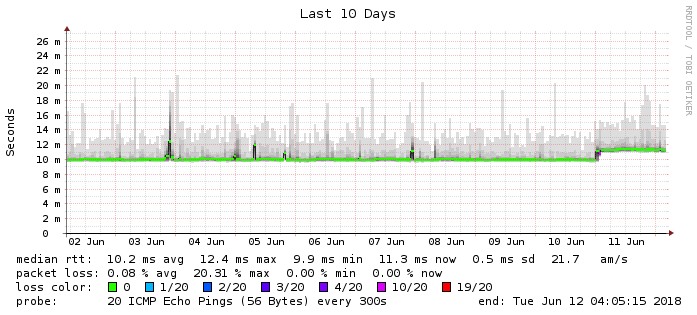 Last 10 Days
RRDTOOL / TOBI OETIKER
Seconds
26 m
24 m
22 m
20 m
18 m
16 m
14 m
12 m
10 m
8 m
6 m
4 m
2 m
0
02 Jun 03 Jun 04 Jun 05 Jun 06 Jun 07 Jun 08 Jun 09 Jun 10 Jun 11 Jun
median rtt: 10.2 ms avg 12.4 ms max 9.9 ms min 11.3 ms now 0.5 ms sd 21.7 am/s
packet loss: 0.08 % avg 20.31 % max 0.00 % min 0.00 % now
loss color: 0 1/20 2/20 3/20 4/20 10/20 19/20
probe: 20 ICMP Echo Pings (56 Bytes) every 300s end: Tue Jun 12 04:05:15 2018